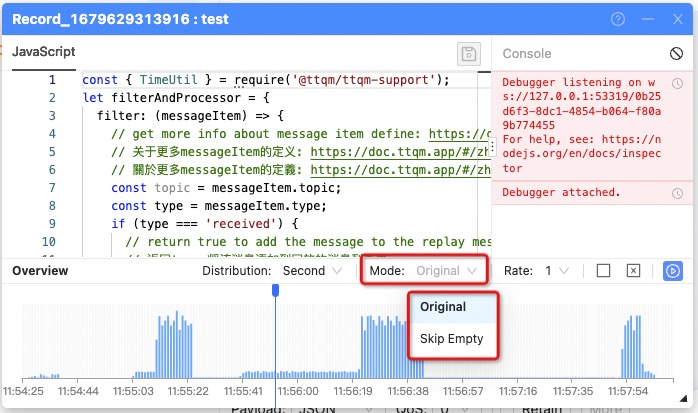 Record_1679629313916 : test
JavaScript
Console
1 const { TimeUtil } = require('@ttqm/ttqm-support');
2 let filterAndProcessor = {
3 filter: (messageItem) => {
4 // get more info about message item define: https://d
5 // 关于更多messageItem的定义: https://doc.ttqm.app/#/zh
6 // 關於更多messageItem的定義: https://doc.ttqm.app/#/zh
7 const topic = messageItem.topic;
8 const type = messageItem.type;
9 if (type === 'received') {
10 // return true to add the message to the replay mes
Debugger listening on w
s://127.0.0.1:53319/0b25
d6f3-8dc1-4854-b064-f80a
9b774455
For help, see: https://n
odejs.org/en/docs/inspec
tor
Debugger attached.
Overview
Distribution: Second
Mode: Original
Rate: 1
Original
Skip Empty
11:54:25 11:54:44 11:55:03 11:55:22 11:55:41 11:56:00 11:56:19 11:56:38 11:56:57 11:57:16 11:57:35 11:57:54
Payload: JSON QoS: 0 Retain More